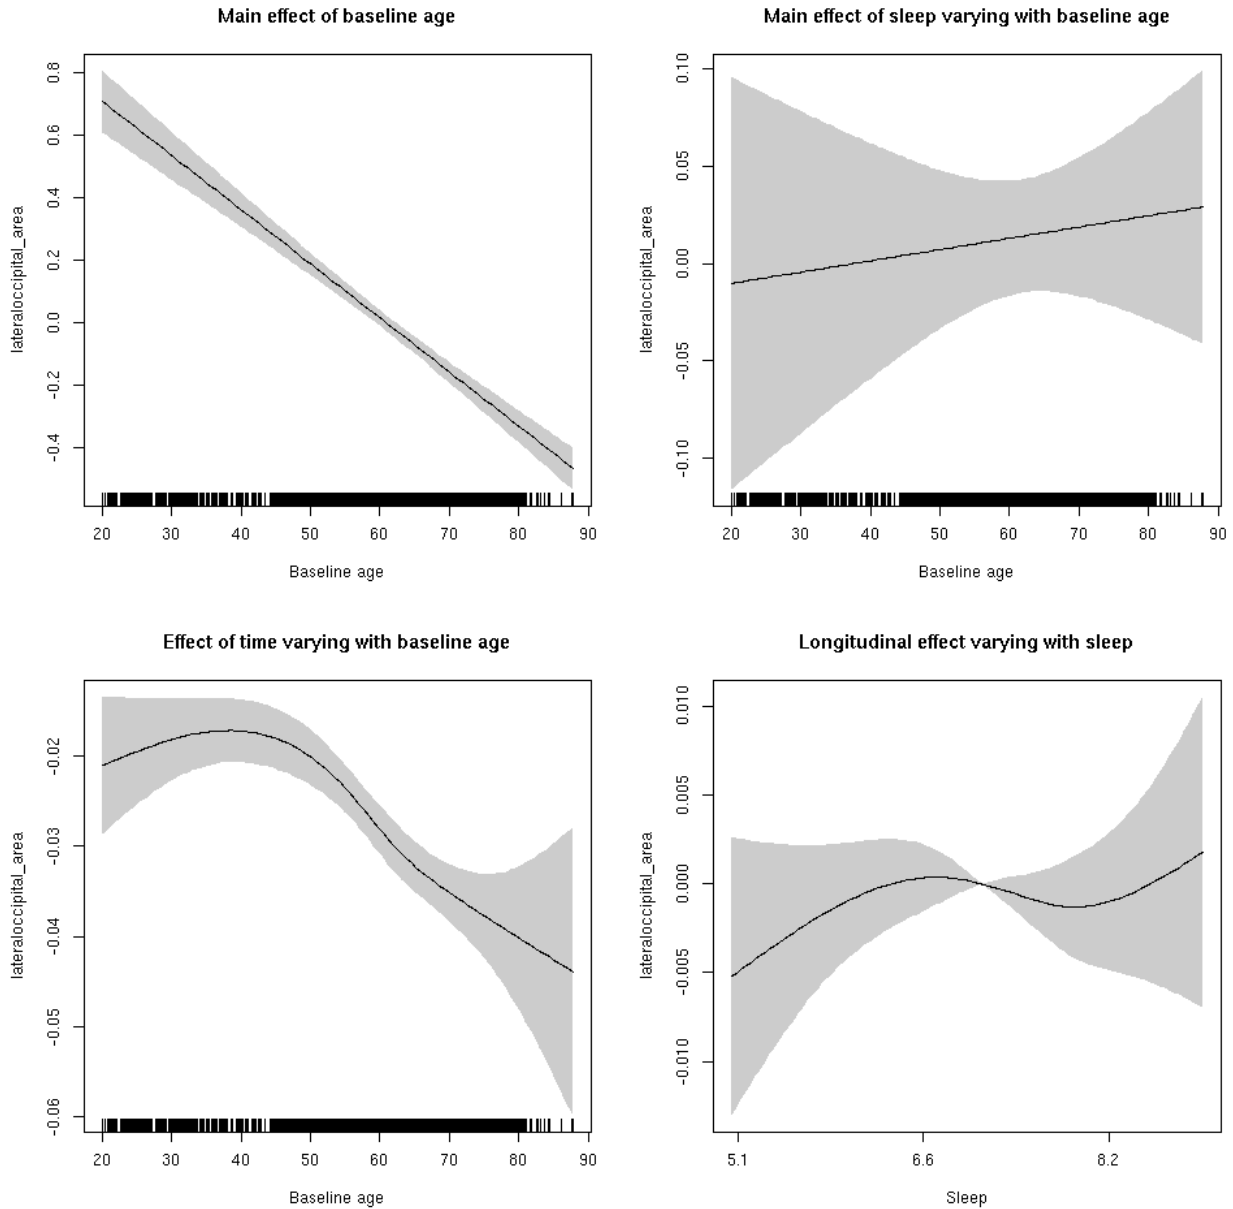 Main effect of baseline age
0.8
0.6
0.4
0.2
0.0
-0.2
-0.4
lateraloccipital_area
20 30 40 50 60 70 80 90
Baseline age
Main effect of sleep varying with baseline age
0.10
0.05
0.00
-0.05
-0.10
lateraloccipital_area
20 30 40 50 60 70 80 90
Baseline age
Effect of time varying with baseline age
-0.02
-0.03
-0.04
-0.05
-0.06
lateraloccipital_area
20 30 40 50 60 70 80 90
Baseline age
Longitudinal effect varying with sleep
0.010
0.005
0.000
-0.005
-0.010
lateraloccipital_area
5.1 6.6 8.2
Sleep